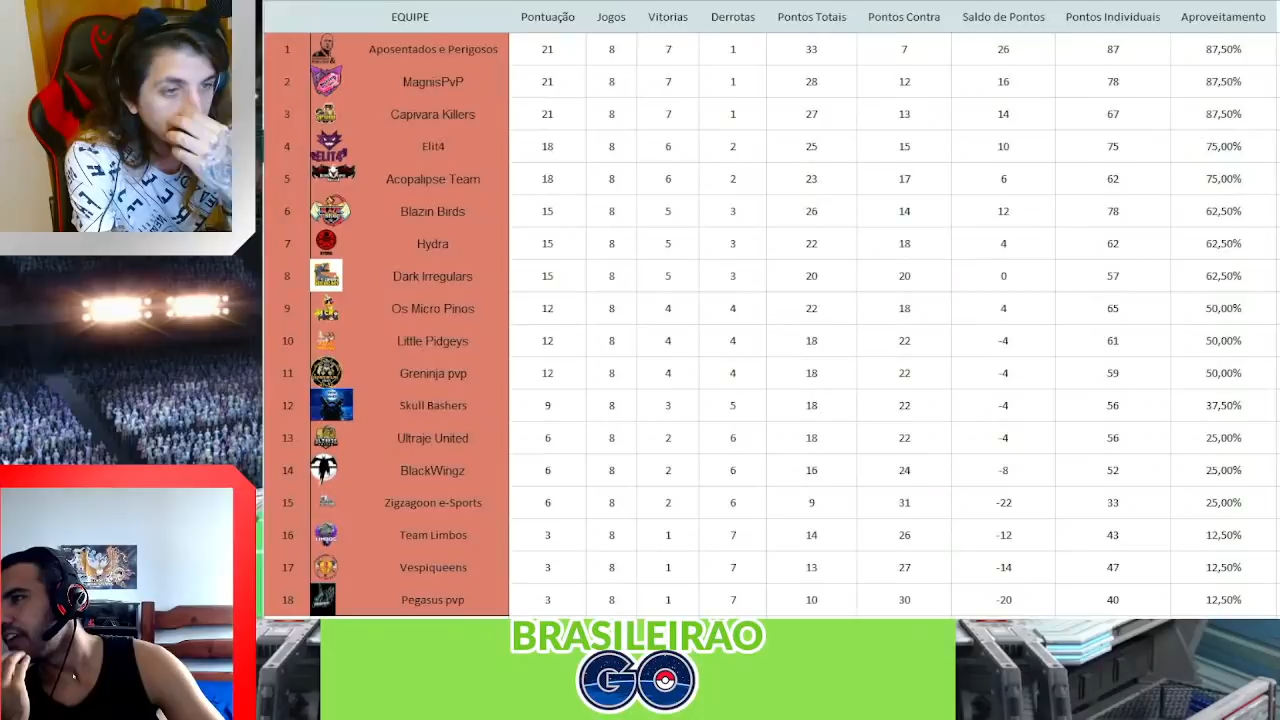 EQUIPE Pontuação Jogos Vitorias Derrotas Pontos Totais Pontos Contra Saldo de Pontos Pontos Individuais Aproveitamento
1 Aposentados e Perigosos 21 8 7 1 33 7 26 87 87,50%
2 MagnisPvP 21 8 7 1 28 12 16 78 87,50%
3 Capivara Killers 21 8 7 1 27 13 14 67 87,50%
4 Elit4 18 8 6 2 25 15 10 75 75,00%
5 Acopalipse Team 18 8 6 2 23 17 6 62 75,00%
6 Blazin Birds 15 8 5 3 26 14 12 78 62,50%
7 Hydra 15 8 5 3 22 18 4 62 62,50%
8 Dark Irregulars 15 8 5 3 20 20 0 57 62,50%
9 Os Micro Pinos 12 8 4 4 22 18 4 65 50,00%
10 Little Pidgeys 12 8 4 4 18 22 -4 61 50,00%
11 Greninja pvp 12 8 4 4 18 22 -4 59 50,00%
12 Skull Bashers 9 8 3 5 18 22 -4 56 37,50%
13 Ultraje United 6 8 2 6 18 22 -4 56 25,00%
14 BlackWingz 6 8 2 6 16 24 -8 52 25,00%
15 Zigzagoon e-Sports 6 8 2 6 9 31 -22 33 25,00%
16 Team Limbos 3 8 1 7 14 26 -12 43 12,50%
17 Vespiqueens 3 8 1 7 13 27 -14 45 12,50%
18 Pegasus pvp 3 8 1 7 10 30 -20 40 12,50%
ELIT4
BRASILEIRAO
GO